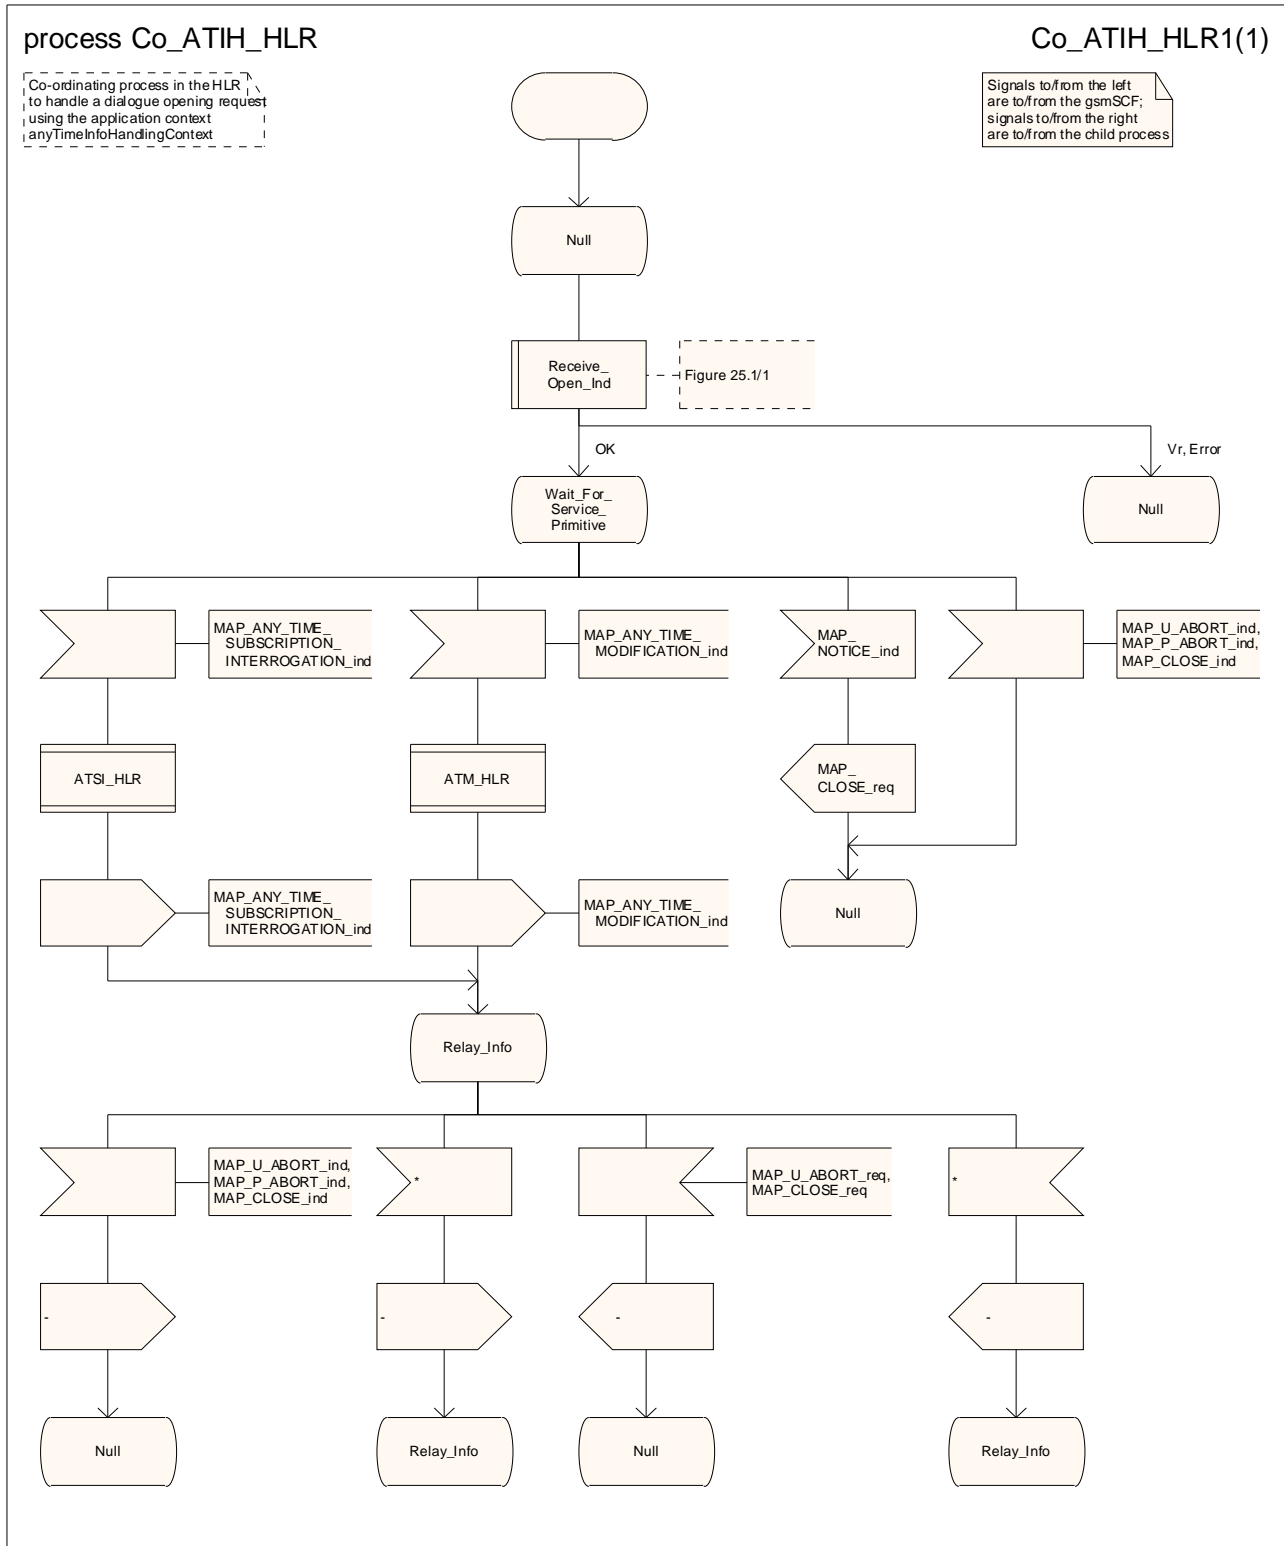 process Co_ATIH_HLR
Co_ATIH_HLR1(1)
Co-ordinating process in the HLR
to handle a dialogue opening request
using the application context
anyTimeInfoHandlingContext
Signals to/from the left
are to/from the gsmSCF;
signals to/from the right
are to/from the child process
Null
Receive_
Open_Ind
Figure 25.1/1
OK
Vr, Error
Wait_For_
Service_
Primitive
Null
MAP_ANY_TIME_
SUBSCRIPTION_
INTERROGATION_ind
MAP_ANY_TIME_
MODIFICATION_ind
MAP_
NOTICE_ind
MAP_U_ABORT_ind,
MAP_P_ABORT_ind,
MAP_CLOSE_ind
ATSI_HLR
ATM_HLR
MAP_
CLOSE_req
MAP_ANY_TIME_
SUBSCRIPTION_
INTERROGATION_ind
MAP_ANY_TIME_
MODIFICATION_ind
Null
Relay_Info
MAP_U_ABORT_ind,
MAP_P_ABORT_ind,
MAP_CLOSE_ind
*
MAP_U_ABORT_req,
MAP_CLOSE_req
*
-
-
-
-
Null
Relay_Info
Null
Relay_Info